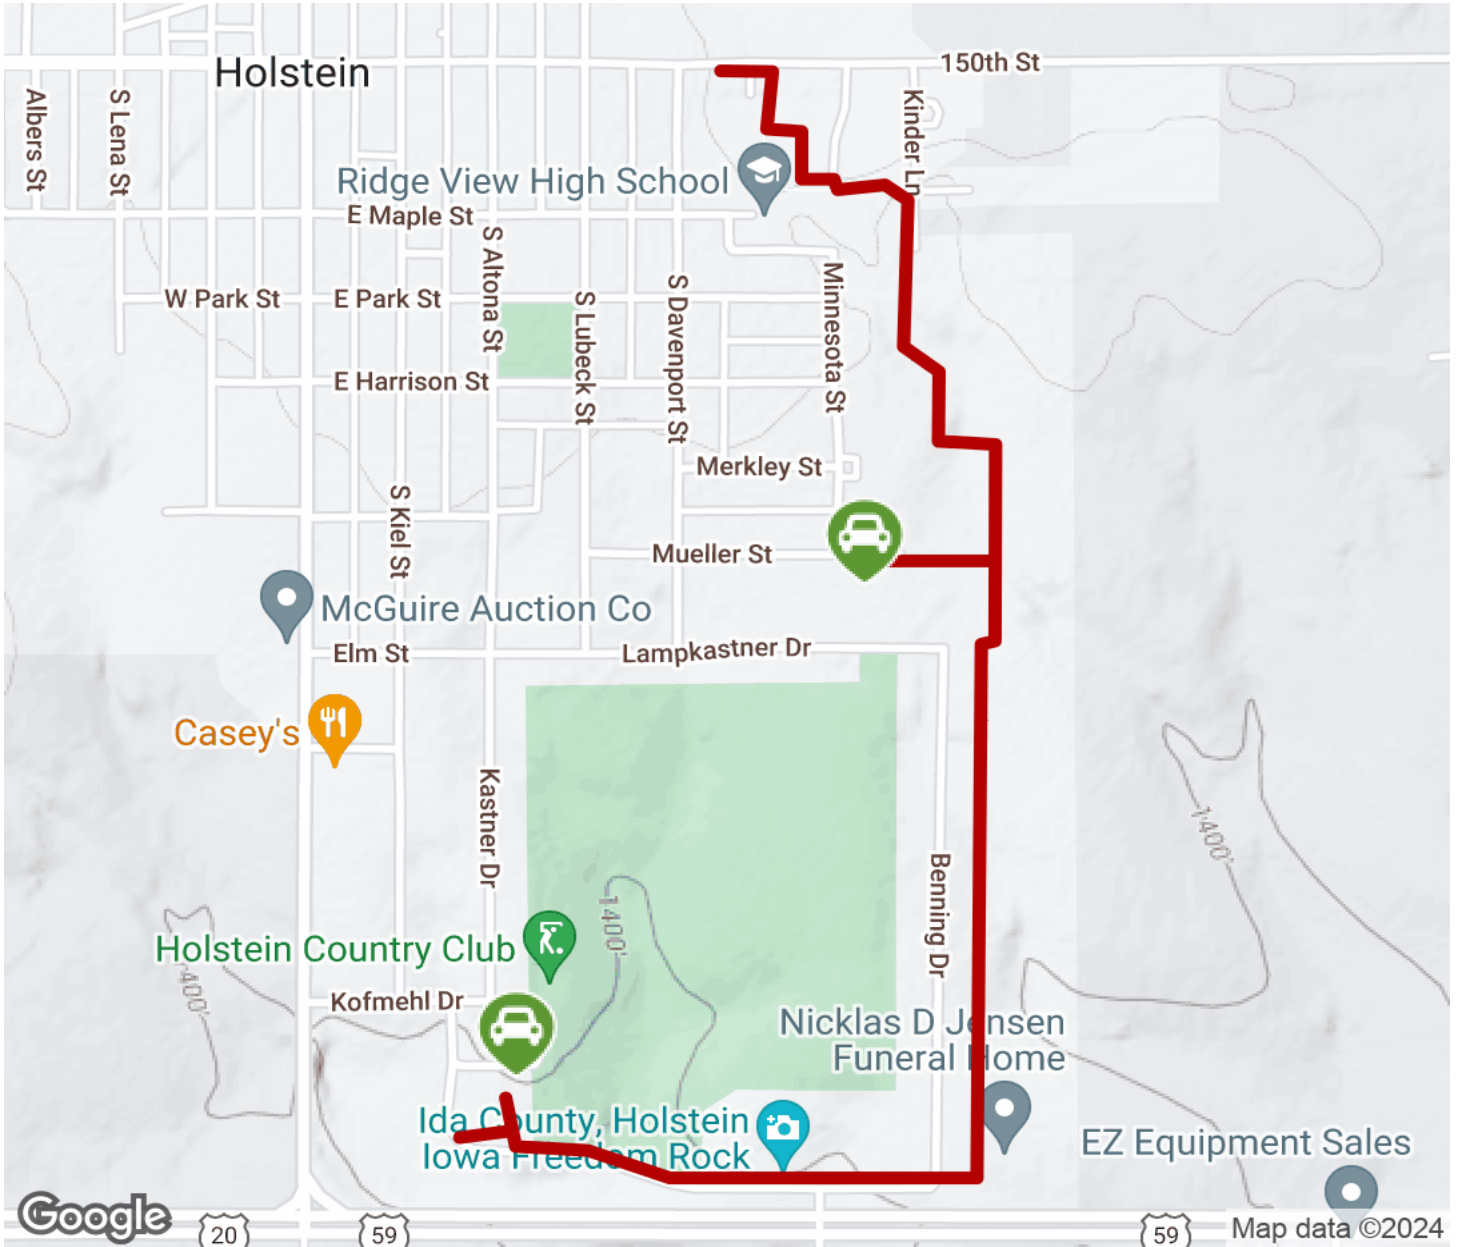 150th St
Holstein
Albers St
S Lena St
Kinder Ln
Ridge View High School
E Maple St
S Altona St
Minnesota St
W Park St
E Park St
S Lubeck St
S Davenport St
E Harrison St
Merkley St
S Kiel St
Mueller St
McGuire Auction Co
Elm St
Lampkastner Dr
Casey's
Kastner Dr
1400'
Benning Dr
1400'
Holstein Country Club
1400'
Kofmehl Dr
Nicklas D Jensen
Funeral Home
Ida County, Holstein
Iowa Freedom Rock
EZ Equipment Sales
Google
20
59
59
Map data ©2024